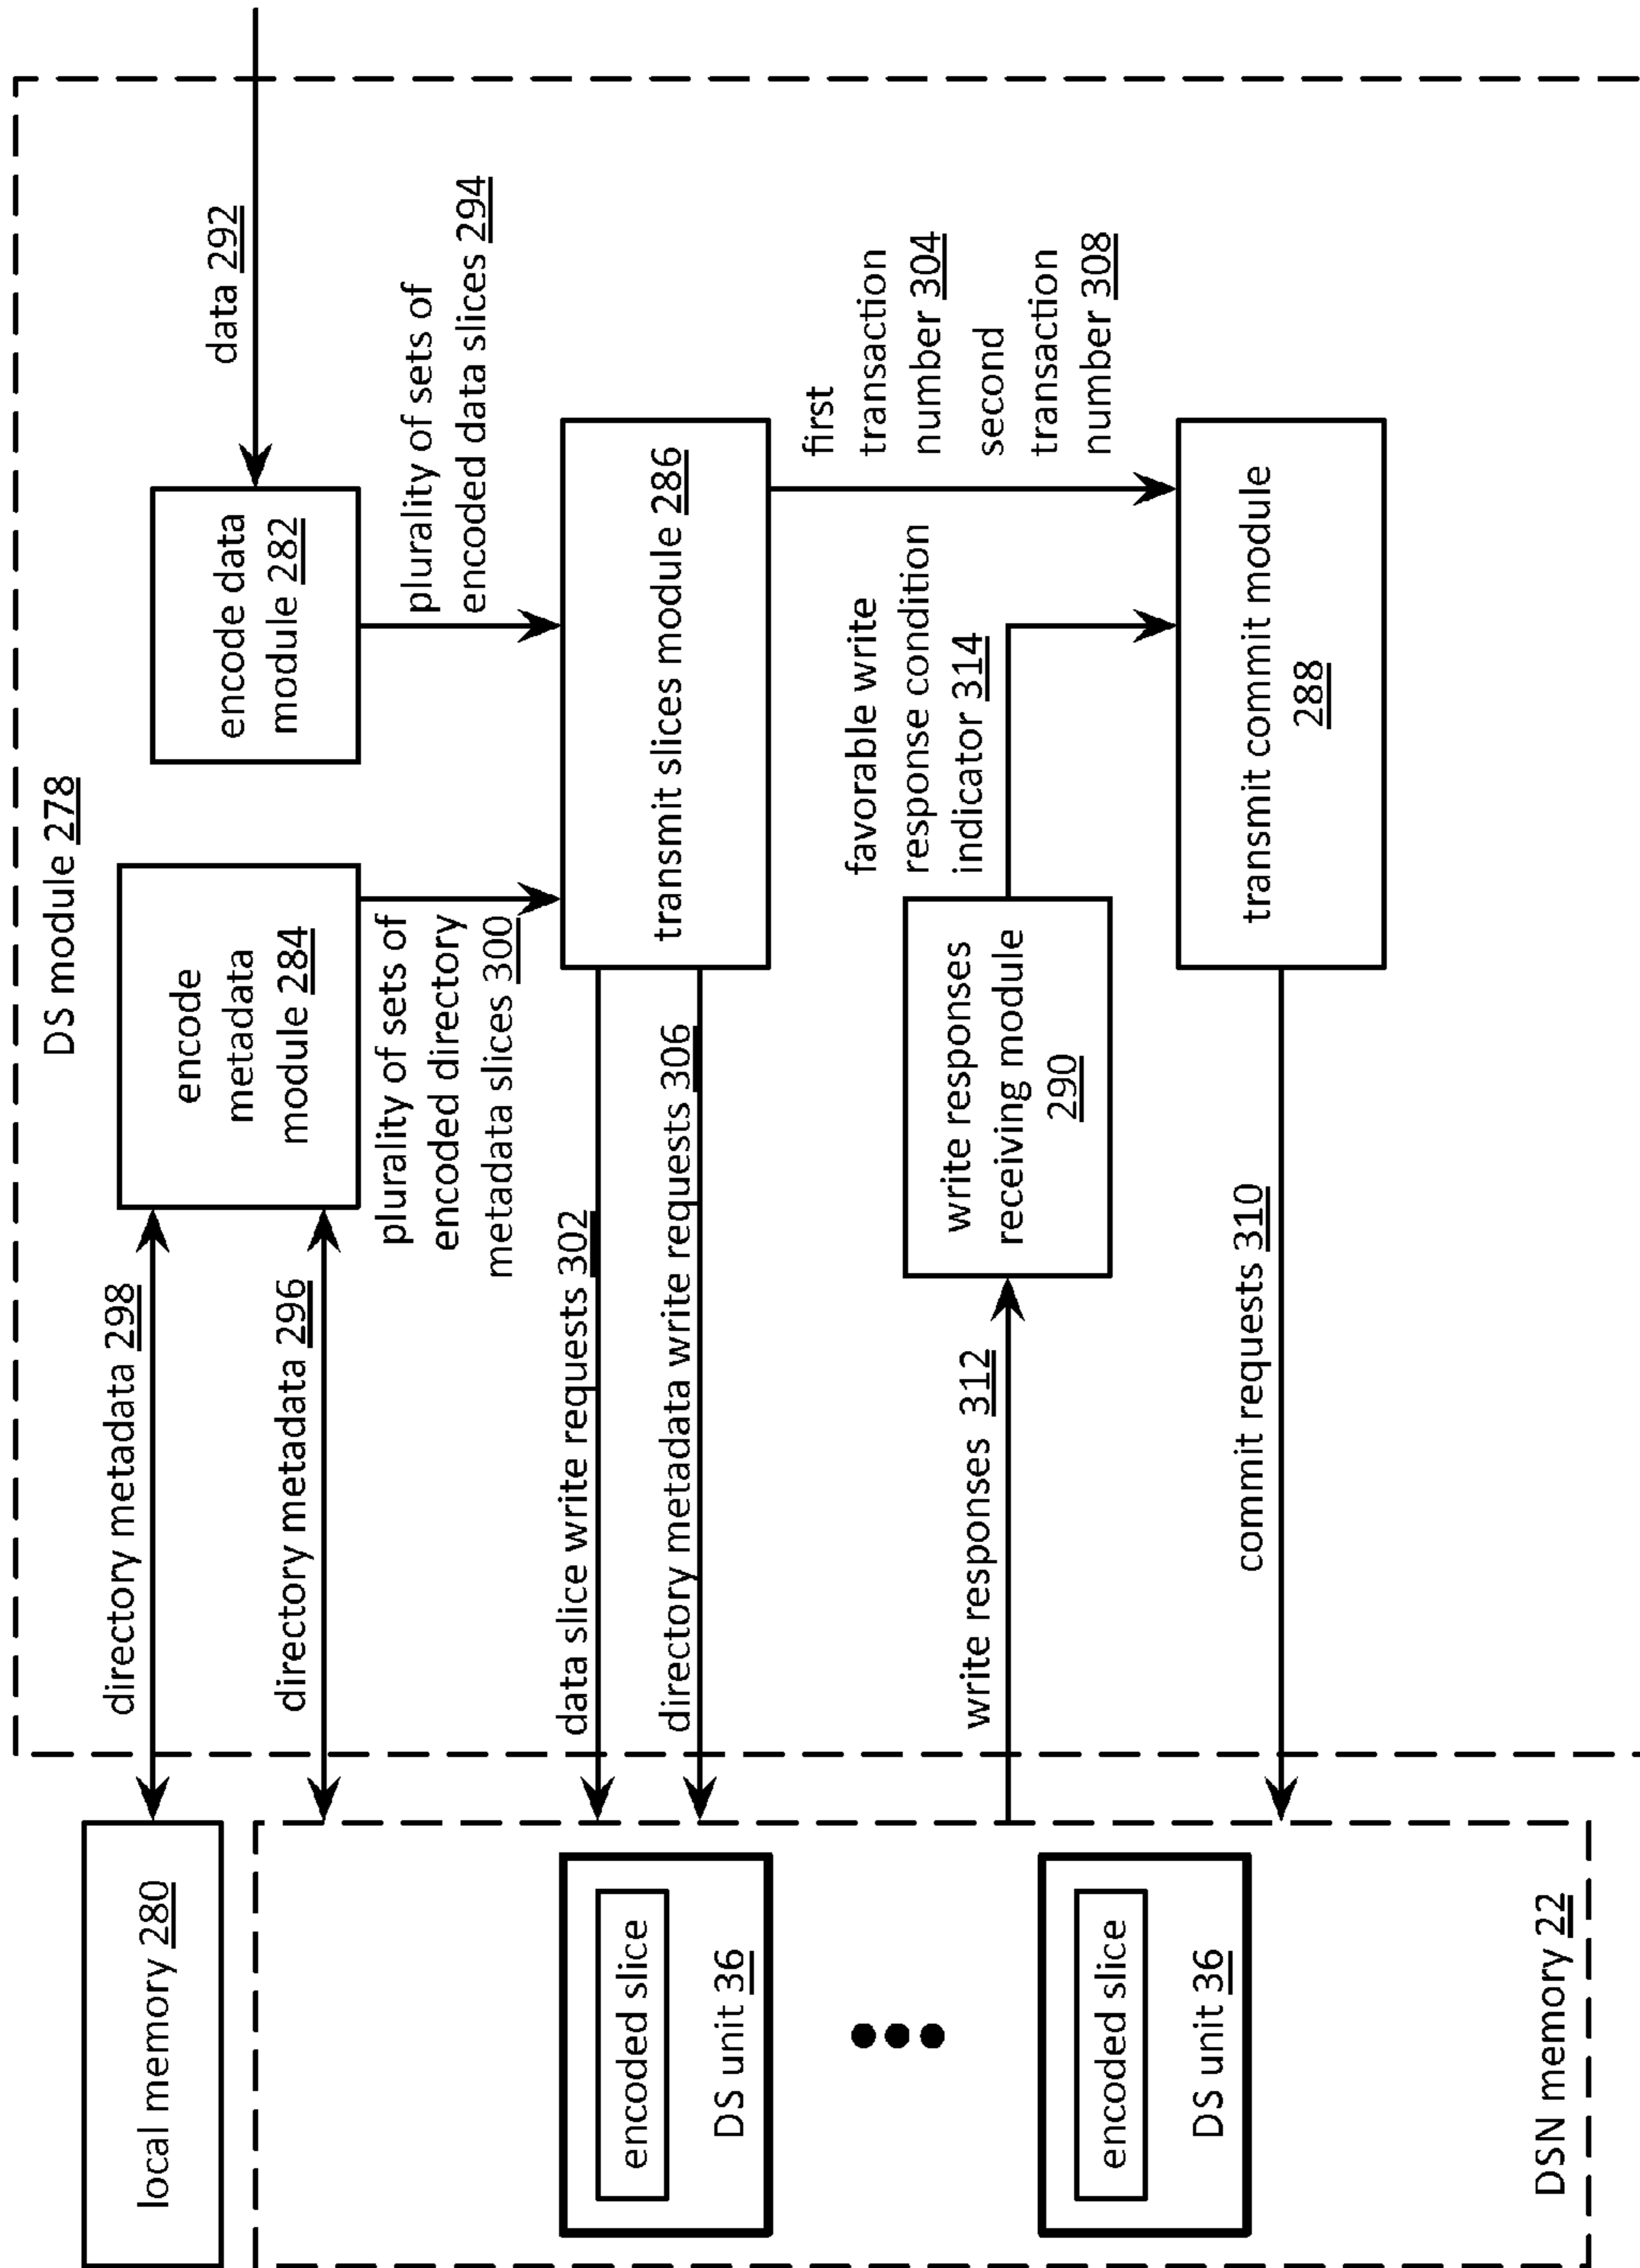 DS module 278
local memory 280
directory metadata 298
directory metadata 296
encode
metadata
module 284
encode data
module 282
data 292
plurality of sets of
encoded directory
metadata slices 300
plurality of sets of
encoded data slices 294
data slice write requests 302
directory metadata write requests 306
transmit slices module 286
encoded slice
DS unit 36
first
transaction
number 304
second
transaction
number 308
favorable write
response condition
indicator 314
write responses 312
write responses
receiving module
290
encoded slice
DS unit 36
commit requests 310
transmit commit module
288
DSN memory 22